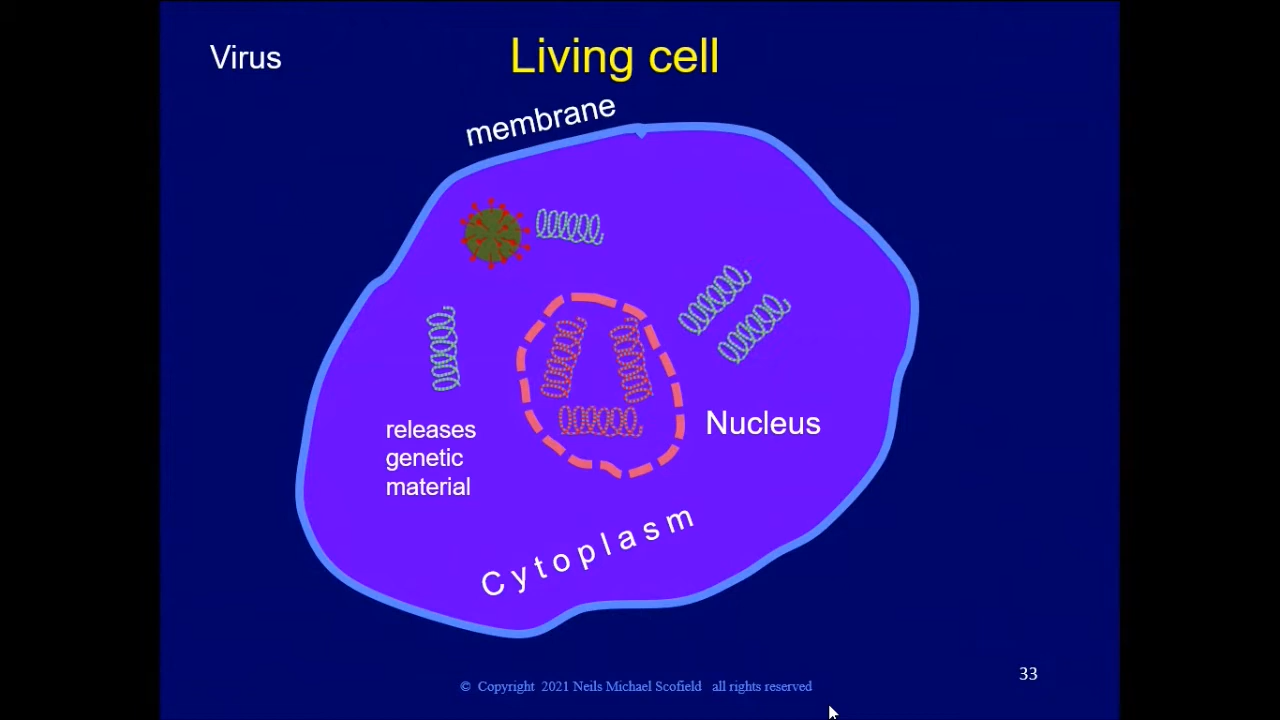 Virus
Living cell
membrane
releases
genetic
material
Nucleus
Cytoplasm
33
© Copyright 2021 Neils Michael Scofield all rights reserved